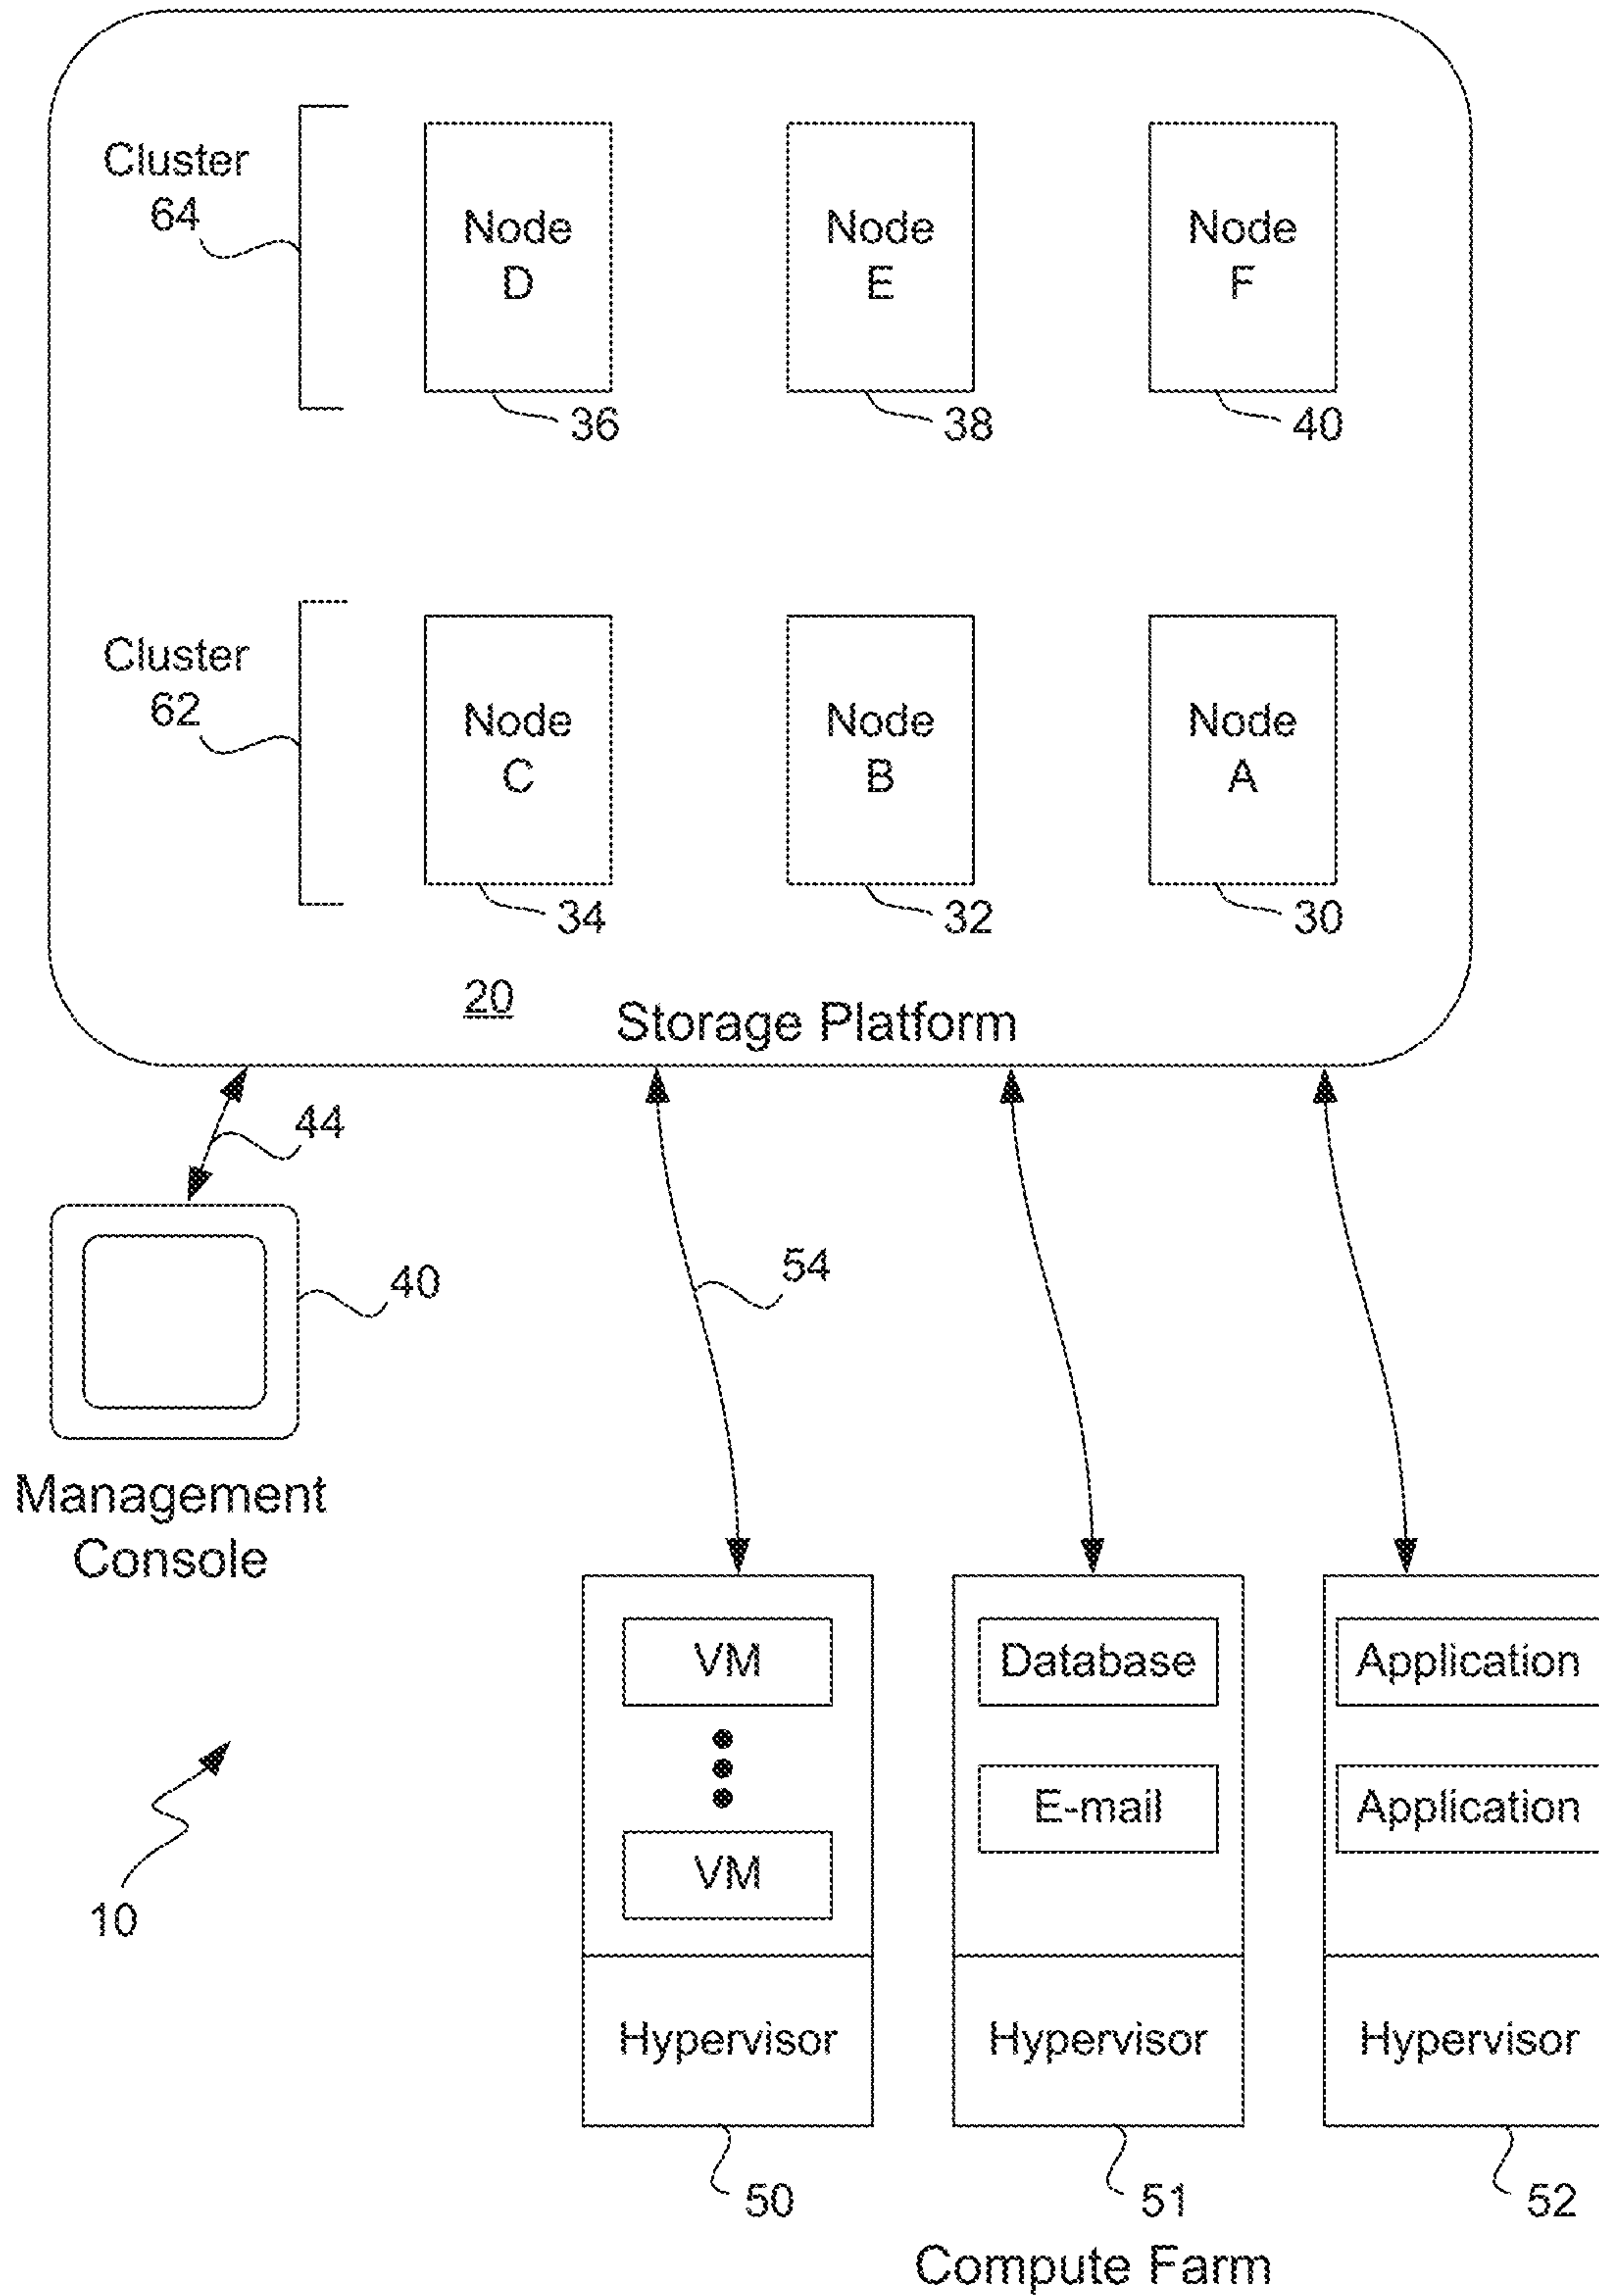 Cluster
64
Node
D
Node
E
Node
F
36
38
40
Cluster
62
Node
C
Node
B
Node
A
34
32
30
20
Storage Platform
44
40
54
Management
Console
VM
VM
Hypervisor
Database
E-mail
Hypervisor
Application
Application
Hypervisor
10
50
51
52
Compute Farm